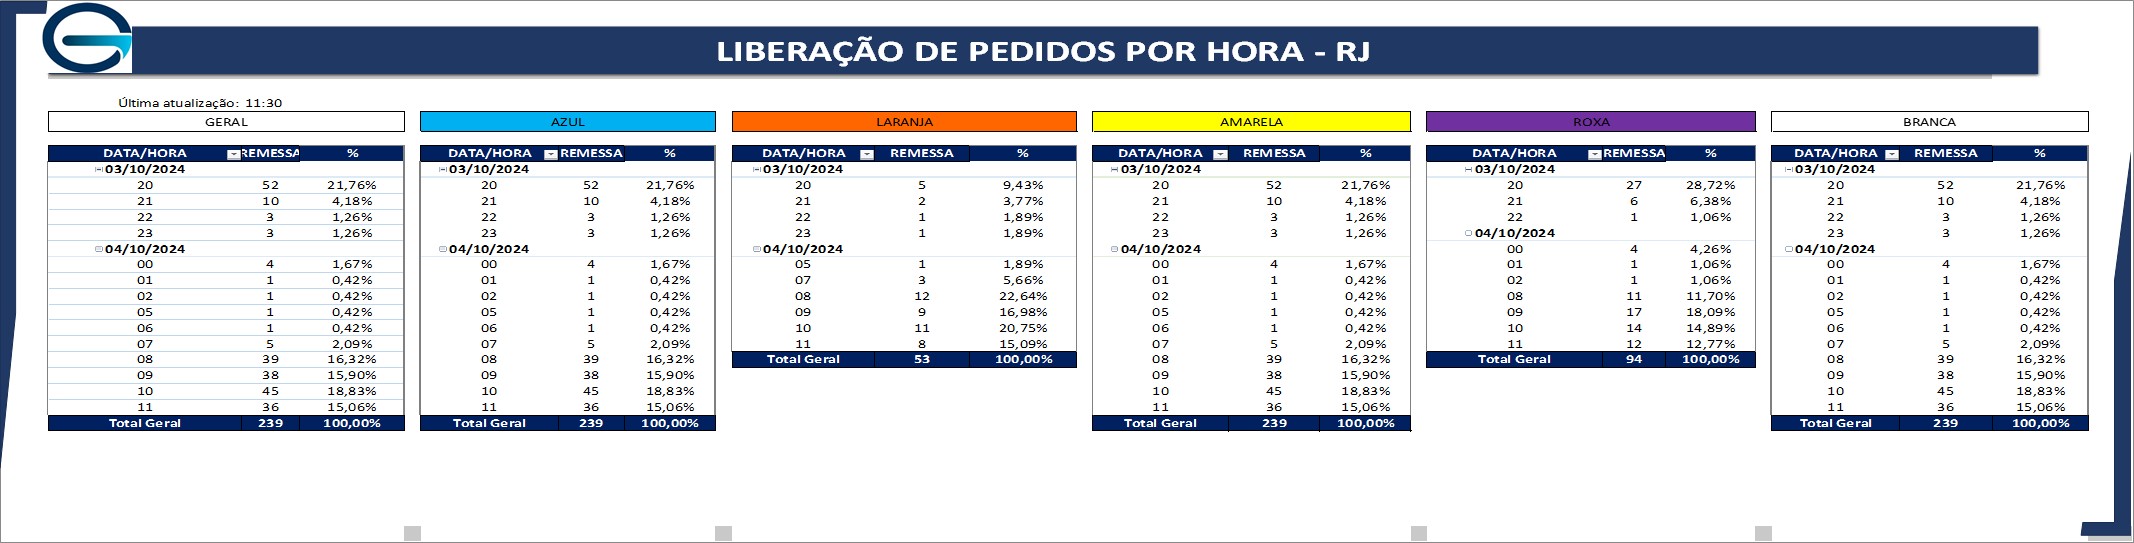 LIBERAÇÃO DE PEDIDOS POR HORA - RJ
Última atualização: 11:30
GERAL
DATA/HORA REMESSA %
03/10/2024
20 52 21,76%
21 10 4,18%
22 3 1,26%
23 3 1,26%
04/10/2024
00 4 1,67%
01 1 0,42%
02 1 0,42%
05 1 0,42%
06 1 0,42%
07 5 2,09%
08 39 16,32%
09 38 15,90%
10 45 18,83%
11 36 15,06%
Total Geral 239 100,00%
AZUL
DATA/HORA REMESSA %
03/10/2024
20 52 21,76%
21 10 4,18%
22 3 1,26%
23 3 1,26%
04/10/2024
00 4 1,67%
01 1 0,42%
02 1 0,42%
05 1 0,42%
06 1 0,42%
07 5 2,09%
08 39 16,32%
09 38 15,90%
10 45 18,83%
11 36 15,06%
Total Geral 239 100,00%
LARANJA
DATA/HORA REMESSA %
03/10/2024
20 5 9,43%
21 2 3,77%
22 1 1,89%
23 1 1,89%
04/10/2024
05 1 1,89%
07 3 5,66%
08 12 22,64%
09 9 16,98%
10 11 20,75%
11 8 15,09%
Total Geral 53 100,00%
AMARELA
DATA/HORA REMESSA %
03/10/2024
20 52 21,76%
21 10 4,18%
22 3 1,26%
23 3 1,26%
04/10/2024
00 4 1,67%
01 1 0,42%
02 1 0,42%
05 1 0,42%
06 1 0,42%
07 5 2,09%
08 39 16,32%
09 38 15,90%
10 45 18,83%
11 36 15,06%
Total Geral 239 100,00%
ROXA
DATA/HORA REMESSA %
03/10/2024
20 27 28,72%
21 6 6,38%
22 1 1,06%
04/10/2024
00 4 4,26%
01 1 1,06%
02 1 1,06%
08 11 11,70%
09 17 18,09%
10 14 14,89%
11 12 12,77%
Total Geral 94 100,00%
BRANCA
DATA/HORA REMESSA %
03/10/2024
20 52 21,76%
21 10 4,18%
22 3 1,26%
23 3 1,26%
04/10/2024
00 4 1,67%
01 1 0,42%
02 1 0,42%
05 1 0,42%
06 1 0,42%
07 5 2,09%
08 39 16,32%
09 38 15,90%
10 45 18,83%
11 36 15,06%
Total Geral 239 100,00%